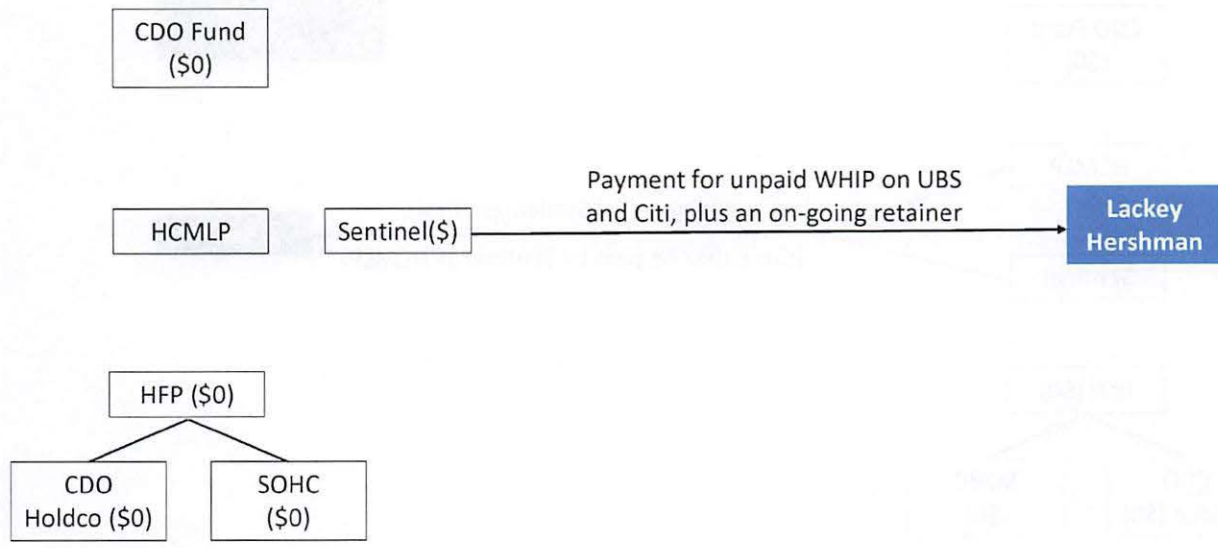 CDO Fund
($0)
Payment for unpaid WHIP on UBS
and Citi, plus an on-going retainer
HCMLP
Sentinel($)
Lackey
Hershman
HFP ($0)
CDO
Holdco ($0)
SOHC
($0)